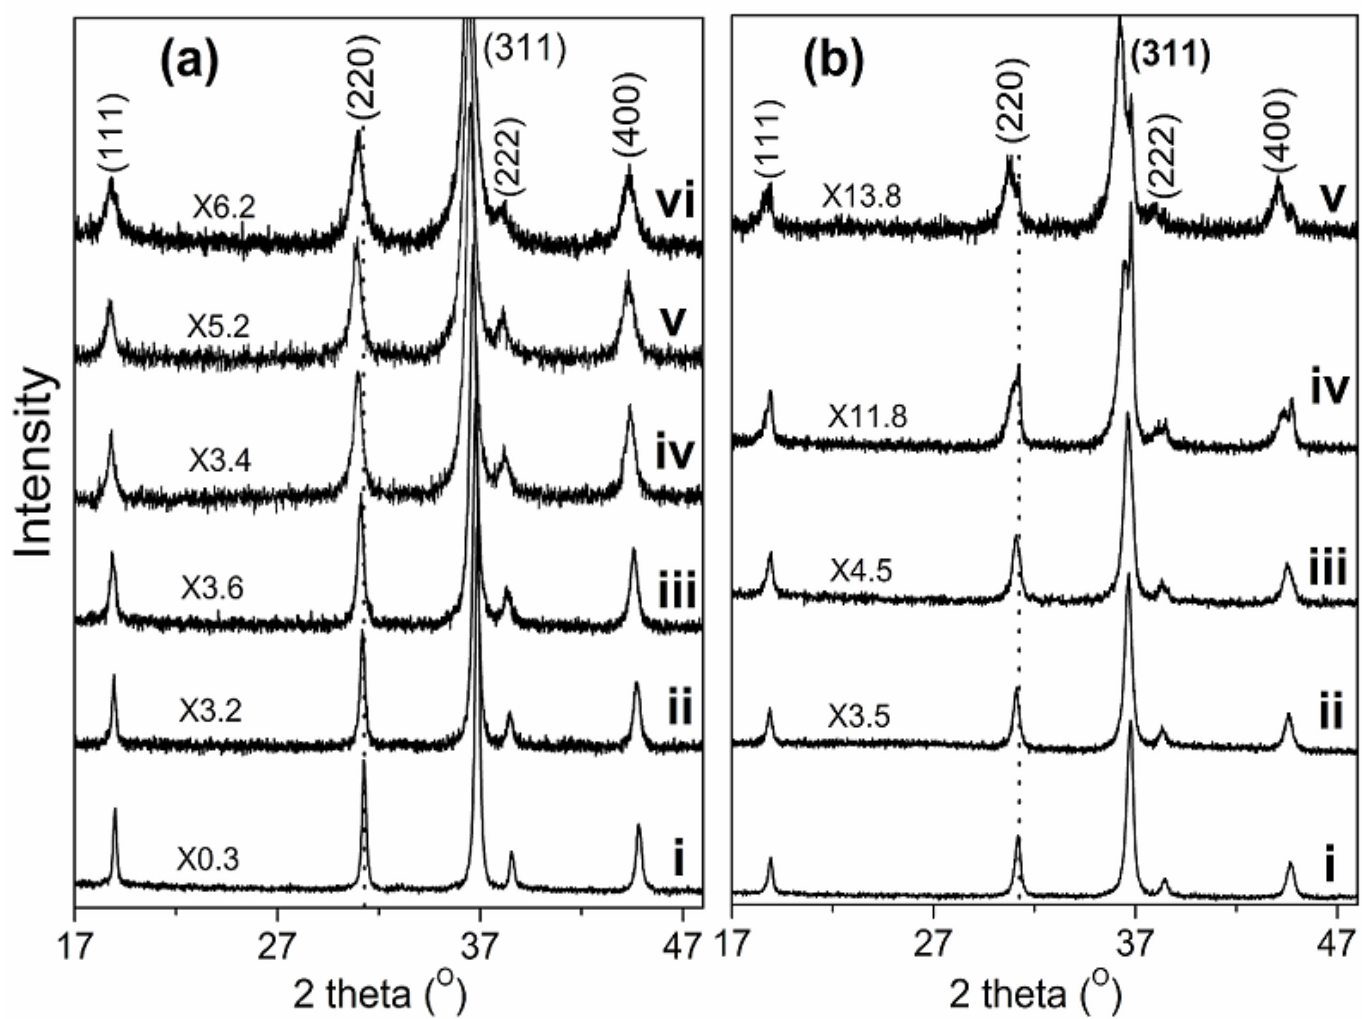 Intensity
(a)
(111)
(220)
(311)
(222)
(400)
X6.2
vi
X5.2
v
X3.4
iv
X3.6
iii
X3.2
ii
X0.3
i
17
27
37
47
2 theta (O)
(b)
(111)
(220)
(311)
(222)
(400)
X13.8
v
X11.8
iv
X4.5
iii
X3.5
ii
i
17
27
37
47
2 theta (O)